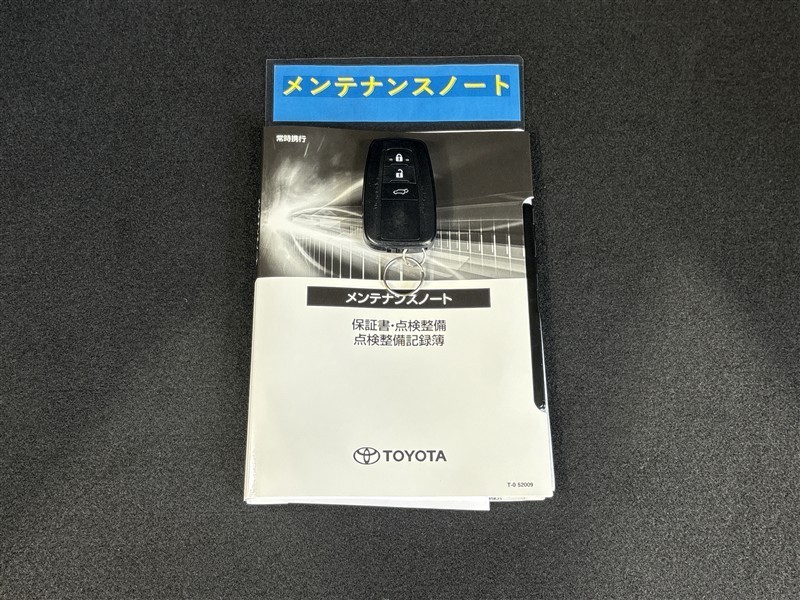 メンテナンスノート
常時携行
メンテナンスノート
保証書・点検整備
点検整備記録簿
TOYOTA
T-0 52009